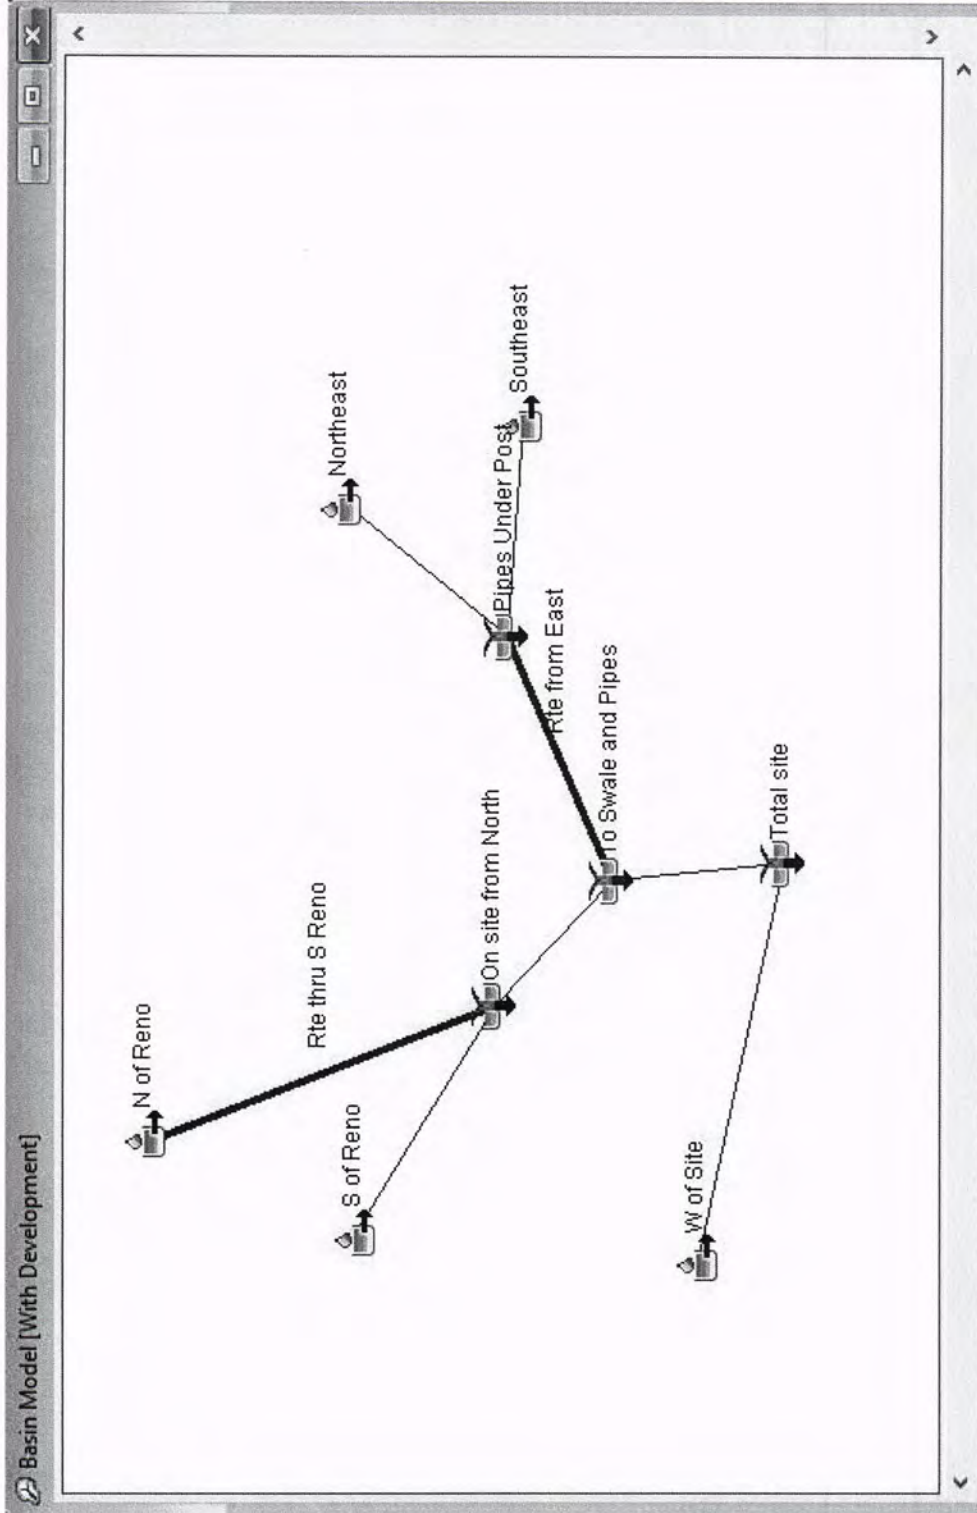 Basin Model [With Development]
N of Reno
Rte thru S Reno
Northeast
S of Reno
On site from North
Pipes Under Post
Southeast
Rte from East
To Swale and Pipes
W of Site
Total site